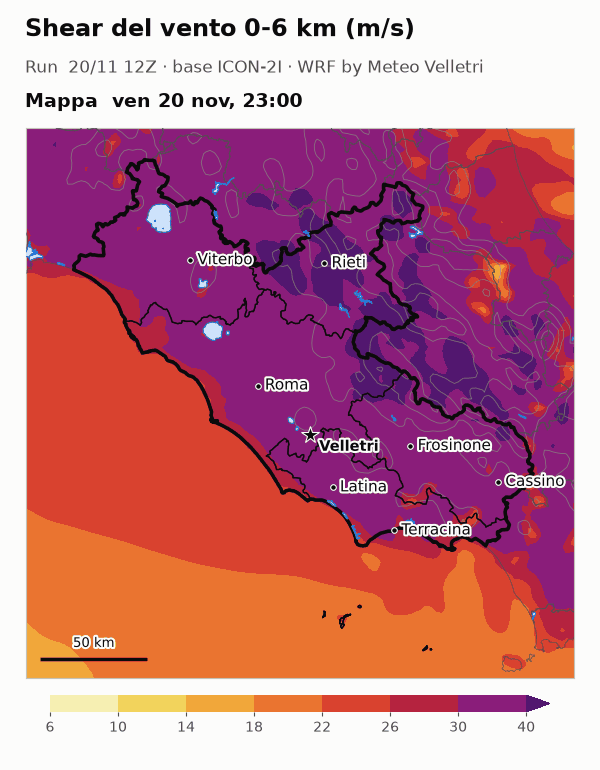 Shear del vento 0-6 km (m/s)
Run  20/11 12Z · base ICON-2I · WRF by Meteo Velletri
Mappa  ven 20 nov, 23:00
Viterbo
Rieti
Roma
Velletri
Frosinone
Latina
Cassino
Terracina
50 km
6 10 14 18 22 26 30 40